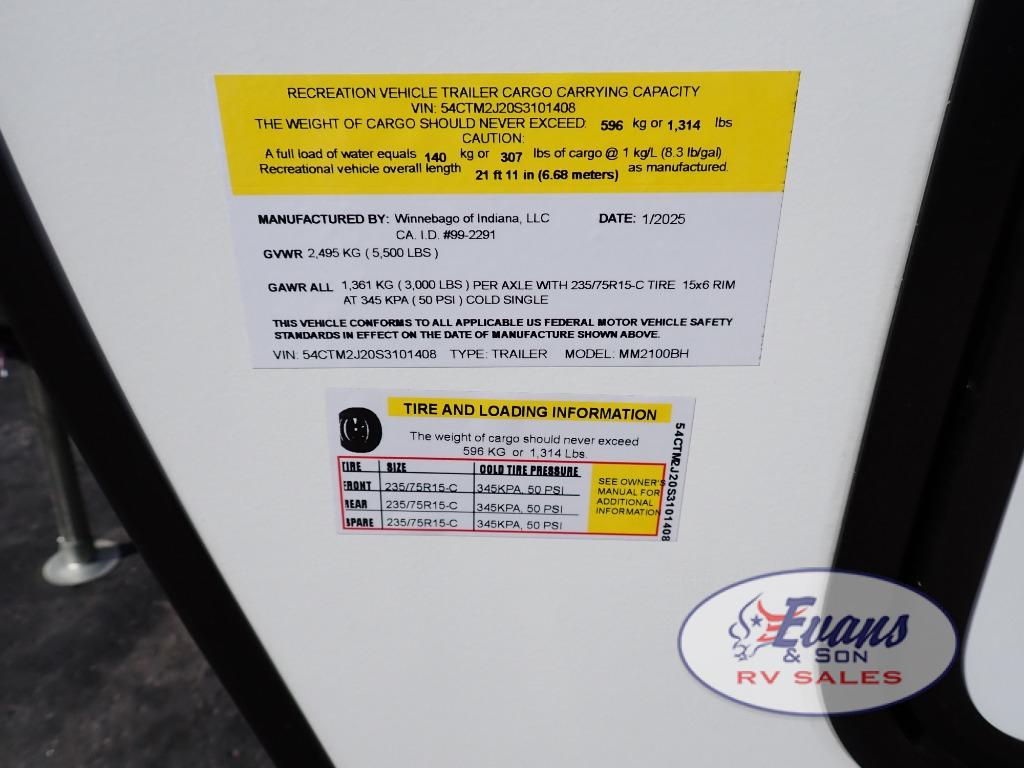 RECREATION VEHICLE TRAILER CARGO CARRYING CAPACITY
VIN: 54CTM2J20S3101408
THE WEIGHT OF CARGO SHOULD NEVER EXCEED: 596 kg or 1,314 lbs
CAUTION:
A full load of water equals 140 kg or 307 lbs of cargo @ 1 kg/L (8.3 lb/gal)
Recreational vehicle overall length 21 ft 11 in (6.68 meters) as manufactured.
MANUFACTURED BY: Winnebago of Indiana, LLC DATE: 1/2025
CA. I.D. #99-2291
GVWR 2,495 KG ( 5,500 LBS )
GAWR ALL 1,361 KG ( 3,000 LBS ) PER AXLE WITH 235/75R15-C TIRE 15x6 RIM
AT 345 KPA ( 50 PSI ) COLD SINGLE
THIS VEHICLE CONFORMS TO ALL APPLICABLE US FEDERAL MOTOR VEHICLE SAFETY
STANDARDS IN EFFECT ON THE DATE OF MANUFACTURE SHOWN ABOVE.
VIN: 54CTM2J20S3101408 TYPE: TRAILER MODEL: MM2100BH
TIRE AND LOADING INFORMATION
The weight of cargo should never exceed
596 KG or 1,314 Lbs.
TIRE SIZE COLD TIRE PRESSURE
FRONT 235/75R15-C 345KPA, 50 PSI
REAR 235/75R15-C 345KPA, 50 PSI
SPARE 235/75R15-C 345KPA, 50 PSI
SEE OWNER'S
MANUAL FOR
ADDITIONAL
INFORMATION
54CTM2J20S3101408
Evans
& SON
RV SALES